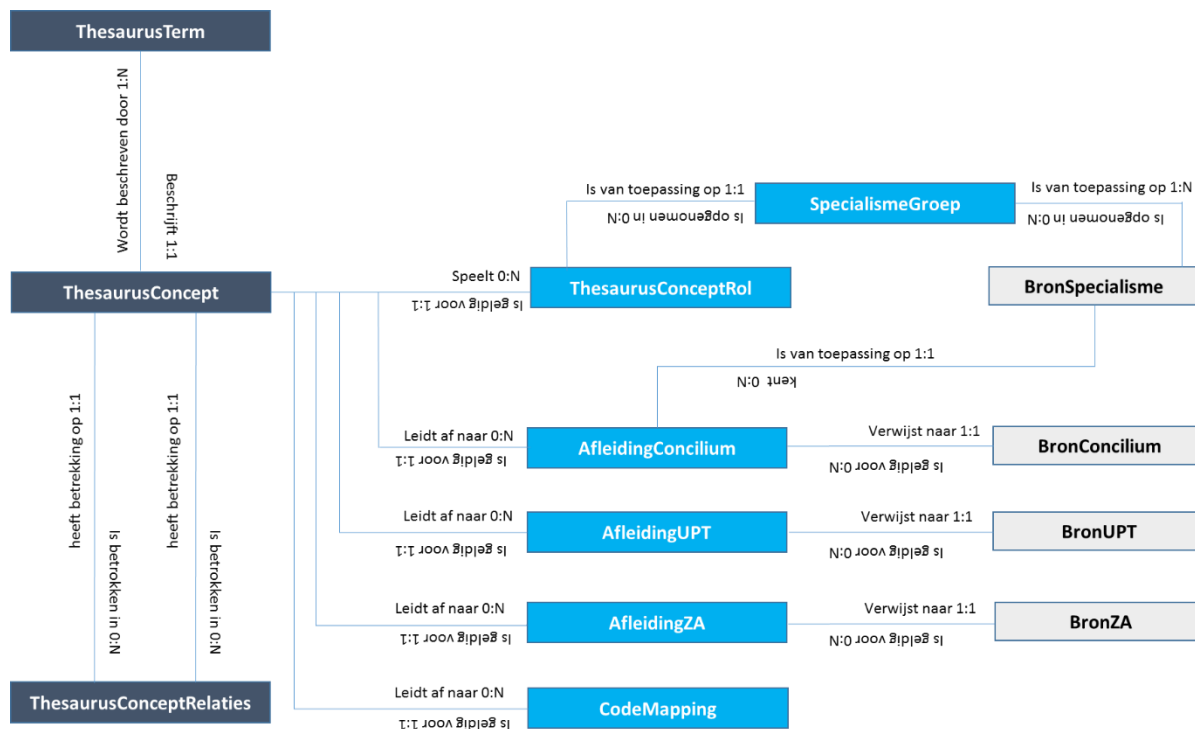 ThesaurusTerm
Wordt beschreven door 1:N
Beschrijft 1:1
Is van toepassing op 1:1
SpecialismeGroep
Is van toepassing op 1:N
Is opgenomen in 0:N
Is opgenomen in 0:N
ThesaurusConcept
Speelt 0:N
ThesaurusConceptRol
BronSpecialisme
Is geldig voor 1:1
Is van toepassing op 1:1
kent 0:N
heeft betrekking op 1:1
Is betrokken in 0:N
heeft betrekking op 1:1
Is betrokken in 0:N
Leidt af naar 0:N
AfleidingConcilium
Verwijst naar 1:1
BronConcilium
Is geldig voor 1:1
Is geldig voor 0:N
Leidt af naar 0:N
AfleidingUPT
Verwijst naar 1:1
BronUPT
Is geldig voor 1:1
Is geldig voor 0:N
Leidt af naar 0:N
AfleidingZA
Verwijst naar 1:1
BronZA
Is geldig voor 1:1
Is geldig voor 0:N
ThesaurusConceptRelaties
Leidt af naar 0:N
CodeMapping
Is geldig voor 1:1